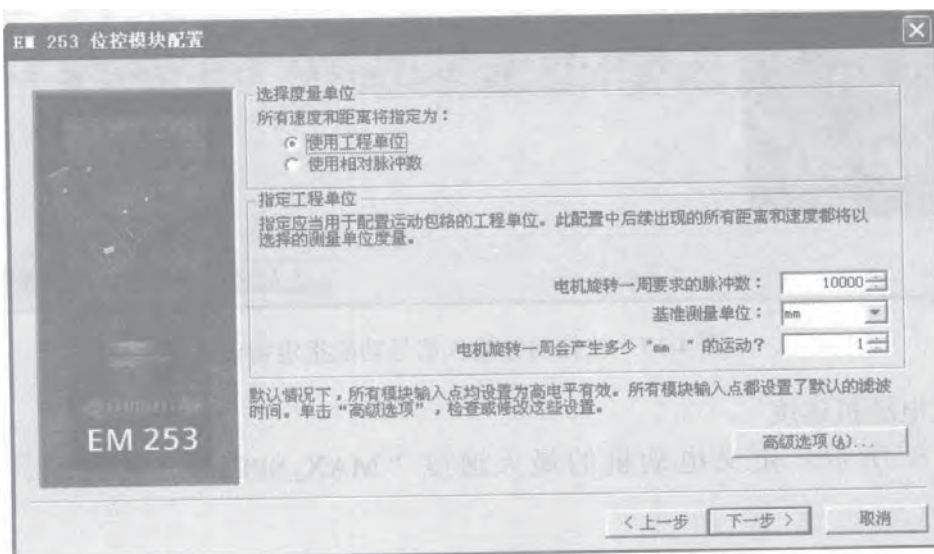 EM 253 位控模块配置
选择度量单位
所有速度和距离将指定为：
使用工程单位
使用相对脉冲数
指定工程单位
指定应当用于配置运动包络的工程单位。此配置中后续出现的所有距离和速度都将以
选择的测量单位度量。
电机旋转一周要求的脉冲数： 10000
基准测量单位： mm
电机旋转一周会产生多少 "mm " 的运动？ 1
默认情况下，所有模块输入点均设置为高电平有效。所有模块输入点都设置了默认的滤波
时间。单击“高级选项”，检查或修改这些设置。
EM 253
高级选项(A)...
< 上一步 下一步 > 取消